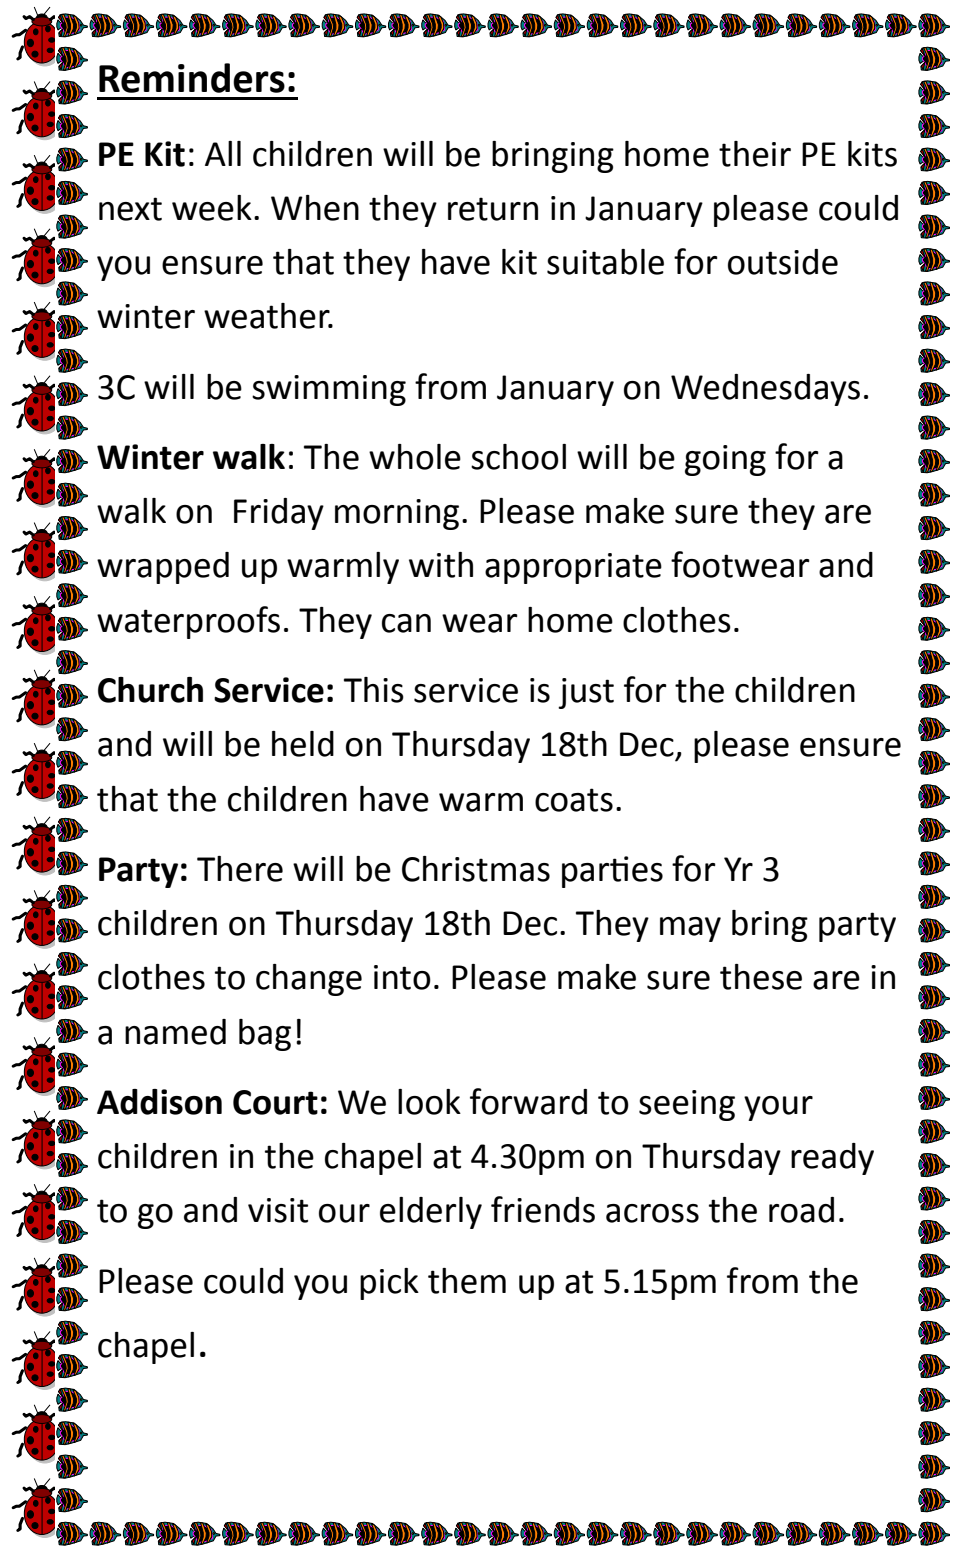 Reminders:
PE Kit: All children will be bringing home their PE kits
next week. When they return in January please could
you ensure that they have kit suitable for outside
winter weather.
3C will be swimming from January on Wednesdays.
Winter walk: The whole school will be going for a
walk on  Friday morning. Please make sure they are
wrapped up warmly with appropriate footwear and
waterproofs. They can wear home clothes.
Church Service: This service is just for the children
and will be held on Thursday 18th Dec, please ensure
that the children have warm coats.
Party: There will be Christmas parties for Yr 3
children on Thursday 18th Dec. They may bring party
clothes to change into. Please make sure these are in
a named bag!
Addison Court: We look forward to seeing your
children in the chapel at 4.30pm on Thursday ready
to go and visit our elderly friends across the road.
Please could you pick them up at 5.15pm from the
chapel.